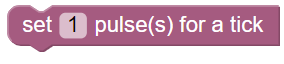 set 1 pulse(s) for a tick